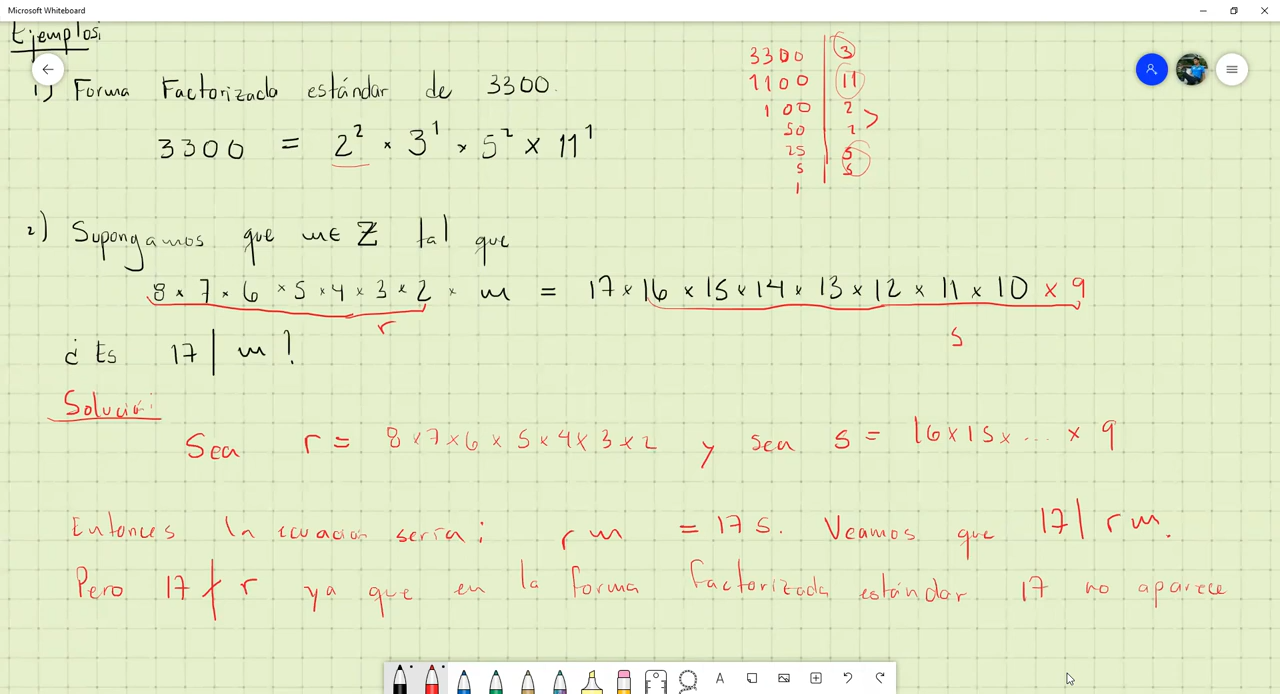 Microsoft Whiteboard
Ejemplos:
1) Forma Factorizada estándar de 3300.
3300 = 2² × 3¹ × 5² × 11¹
3300 | 3
1100 | 11
100 | 2
50 | 2
25 | 5
5 | 5
1
2) Supongamos que m ∈ ℤ tal que
8 × 7 × 6 × 5 × 4 × 3 × 2 × m = 17 × 16 × 15 × 14 × 13 × 12 × 11 × 10 × 9
r s
¿Es 17 | m?
Solución:
Sea r = 8 × 7 × 6 × 5 × 4 × 3 × 2 y sea s = 16 × 15 × ... × 9
Entonces la ecuación sería: r m = 17 s. Veamos que 17 | r m.
Pero 17 ∤ r ya que en la forma factorizada estándar 17 no aparece